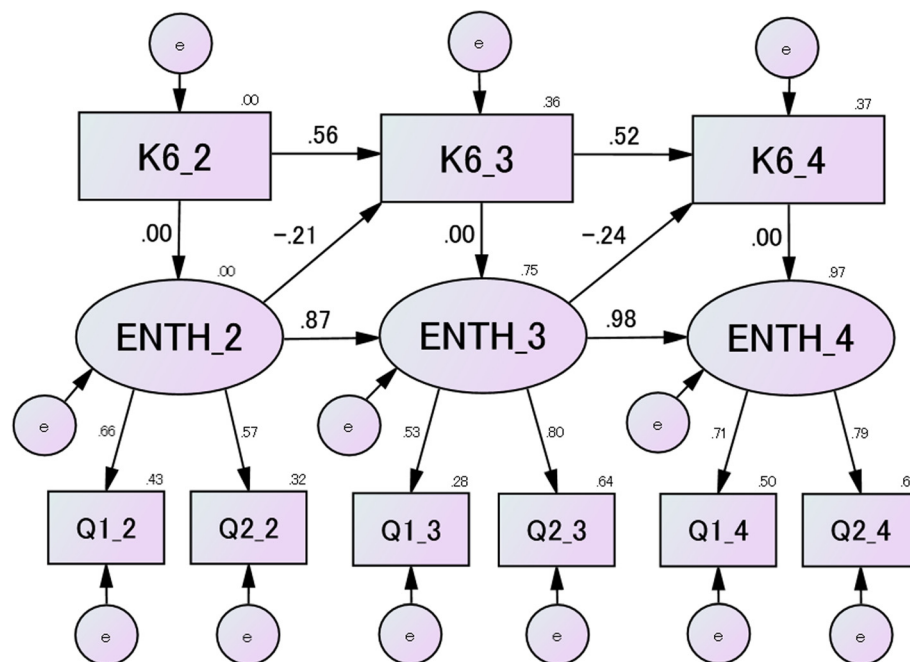 e e e
.00 .36 .37
K6_2 .56 K6_3 .52 K6_4
.00 -.21 .00 -.24 .00
.00 .75 .97
ENTH_2 .87 ENTH_3 .98 ENTH_4
e e e
.66 .57 .53 .80 .71 .79
.43 .32 .28 .64 .50
Q1_2 Q2_2 Q1_3 Q2_3 Q1_4 Q2_4
e e e e e e